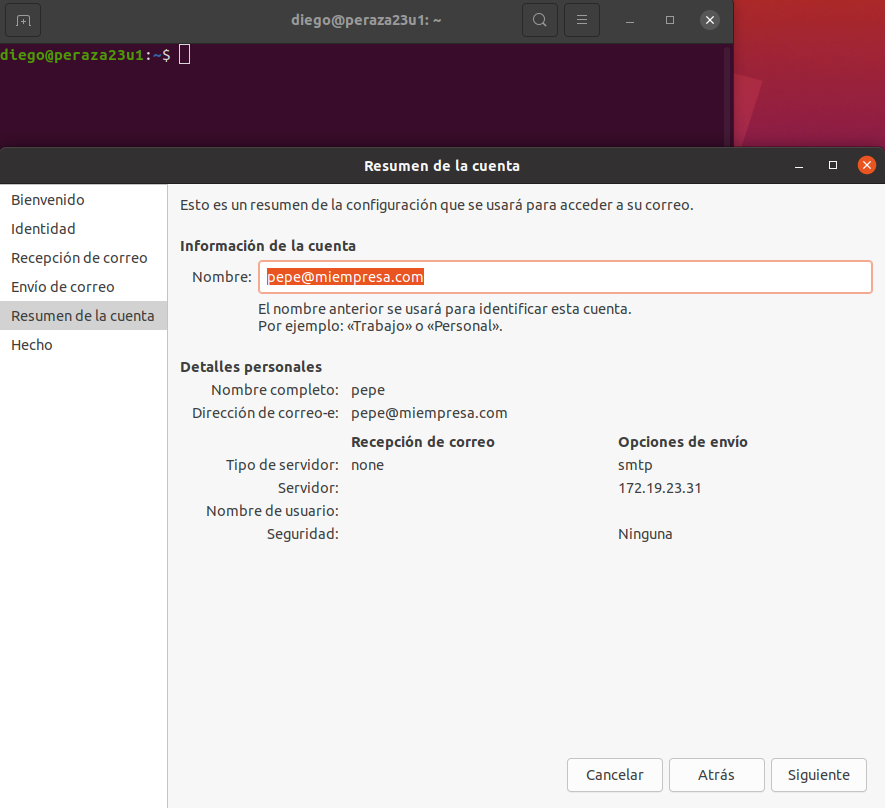 diego@peraza23u1: ~
diego@peraza23u1:~$
Resumen de la cuenta
Bienvenido
Identidad
Recepción de correo
Envío de correo
Resumen de la cuenta
Hecho
Esto es un resumen de la configuración que se usará para acceder a su correo.
Información de la cuenta
Nombre: pepe@miempresa.com
El nombre anterior se usará para identificar esta cuenta.
Por ejemplo: «Trabajo» o «Personal».
Detalles personales
Nombre completo: pepe
Dirección de correo-e: pepe@miempresa.com
Recepción de correo Opciones de envío
Tipo de servidor: none smtp
Servidor: 172.19.23.31
Nombre de usuario:
Seguridad: Ninguna
Cancelar Atrás Siguiente